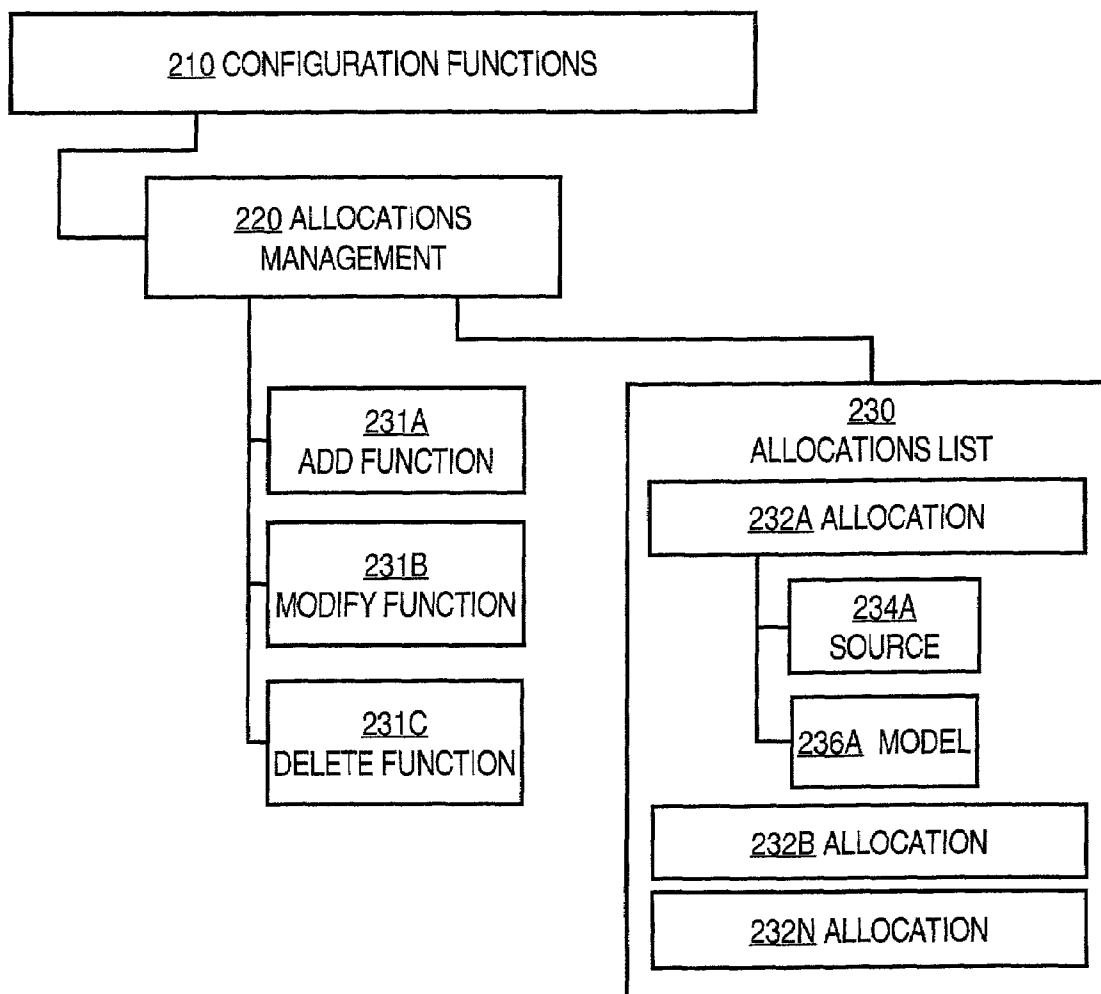 210 CONFIGURATION FUNCTIONS
220 ALLOCATIONS
MANAGEMENT
231A
ADD FUNCTION
231B
MODIFY FUNCTION
231C
DELETE FUNCTION
230
ALLOCATIONS LIST
232A ALLOCATION
234A
SOURCE
236A MODEL
232B ALLOCATION
232N ALLOCATION